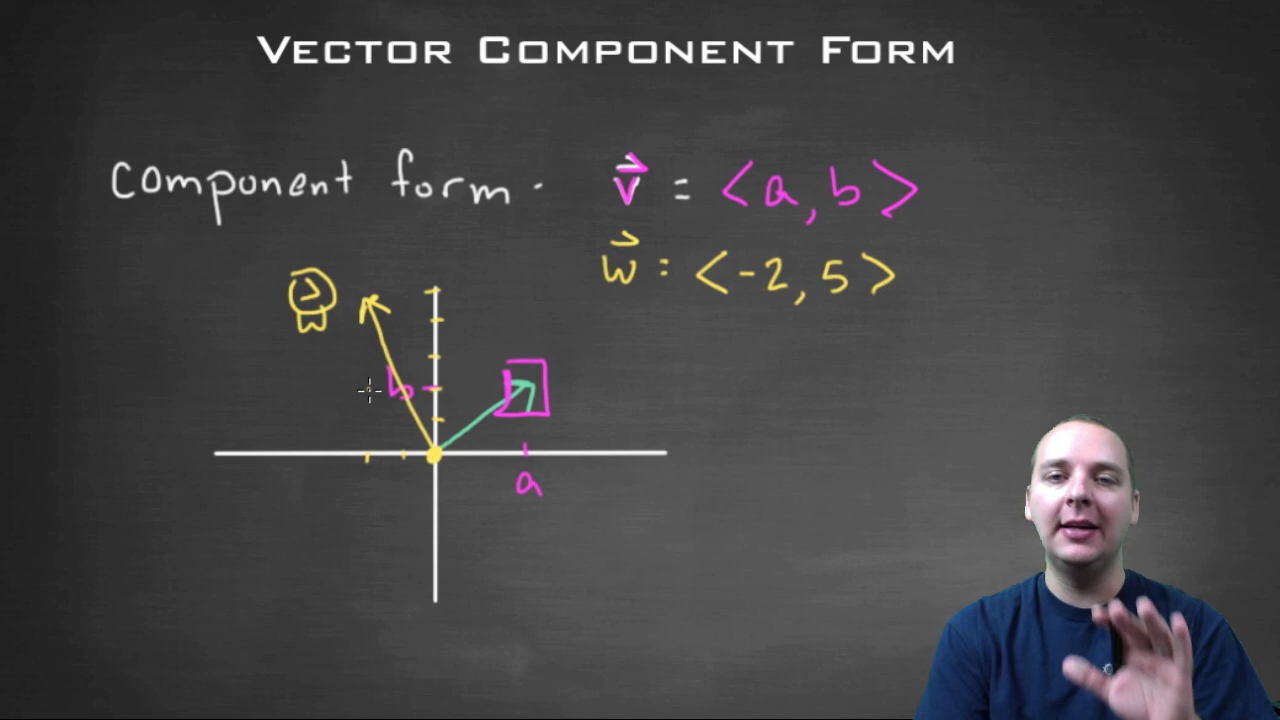 VECTOR COMPONENT FORM
component form. v⃗ = <a, b>
w⃗ = <-2, 5>
w⃗
b
a